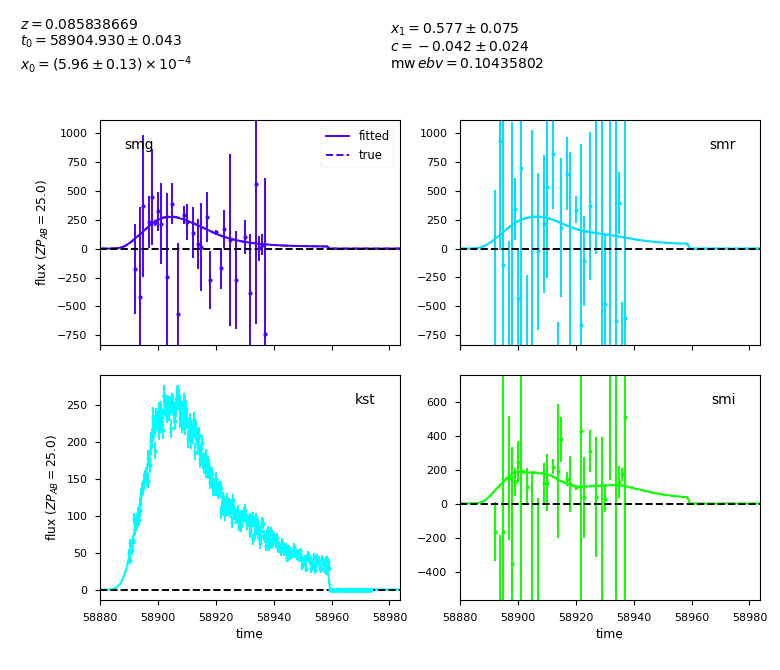 z = 0.085838669
t₀ = 58904.930 ± 0.043
x₀ = (5.96 ± 0.13) × 10⁻⁴
x₁ = 0.577 ± 0.075
c = −0.042 ± 0.024
mw ebv = 0.10435802
smg
fitted
true
1000
750
500
250
0
−250
−500
−750
flux (ZP_AB = 25.0)
smr
1000
750
500
250
0
−250
−500
−750
kst
250
200
150
100
50
0
flux (ZP_AB = 25.0)
58880 58900 58920 58940 58960 58980
time
smi
600
400
200
0
−200
−400
58880 58900 58920 58940 58960 58980
time